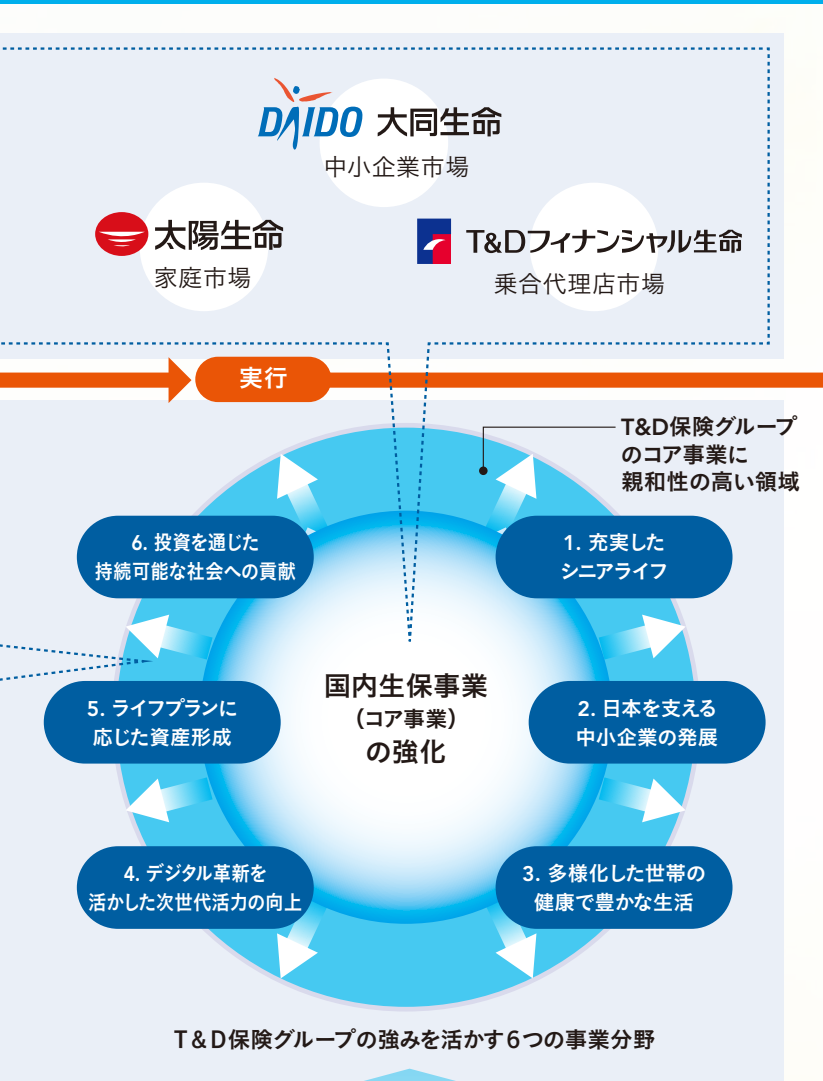 DAIDO 大同生命
中小企業市場
太陽生命
家庭市場
T&Dフィナンシャル生命
乗合代理店市場
実行
T&D保険グループ
のコア事業に
親和性の高い領域
6. 投資を通じた
持続可能な社会への貢献
1. 充実した
シニアライフ
国内生保事業
(コア事業)
の強化
5. ライフプランに
応じた資産形成
2. 日本を支える
中小企業の発展
4. デジタル革新を
活かした次世代活力の向上
3. 多様化した世帯の
健康で豊かな生活
T&D保険グループの強みを活かす6つの事業分野